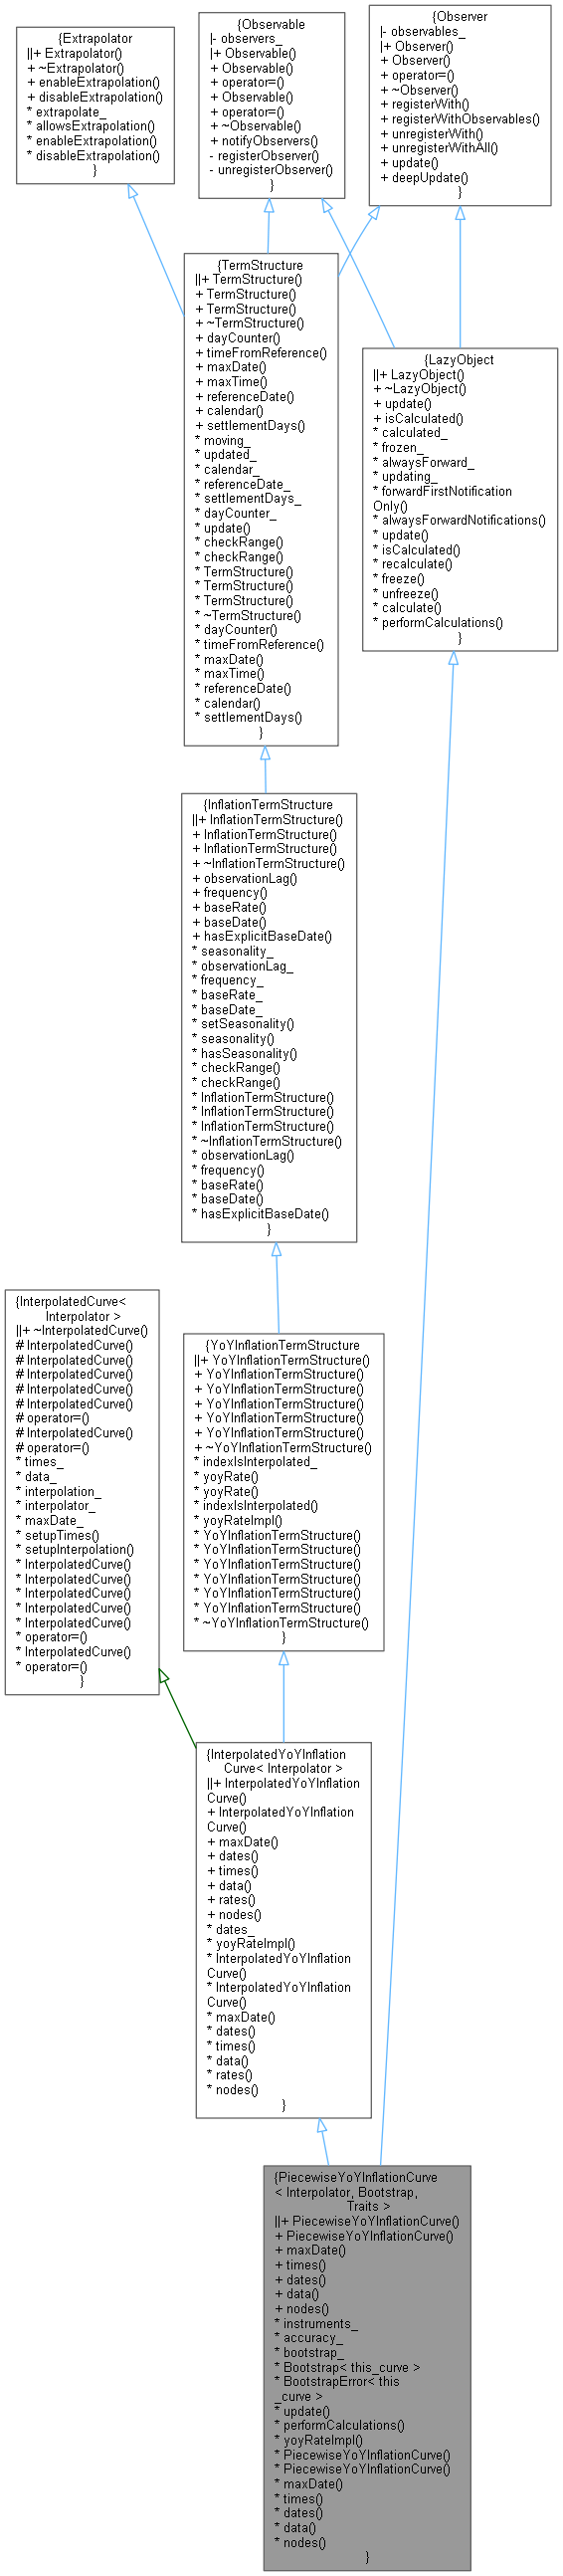 {Extrapolator
||+ Extrapolator()
+ ~Extrapolator()
+ enableExtrapolation()
+ disableExtrapolation()
* extrapolate_
* allowsExtrapolation()
* enableExtrapolation()
* disableExtrapolation()
}
{Observable
|- observers_
|+ Observable()
+ Observable()
+ operator=()
+ Observable()
+ operator=()
+ ~Observable()
+ notifyObservers()
- registerObserver()
- unregisterObserver()
}
{Observer
|- observables_
|+ Observer()
+ Observer()
+ operator=()
+ ~Observer()
+ registerWith()
+ registerWithObservables()
+ unregisterWith()
+ unregisterWithAll()
+ update()
+ deepUpdate()
}
{TermStructure
||+ TermStructure()
+ TermStructure()
+ TermStructure()
+ ~TermStructure()
+ dayCounter()
+ timeFromReference()
+ maxDate()
+ maxTime()
+ referenceDate()
+ calendar()
+ settlementDays()
* moving_
* updated_
* calendar_
* referenceDate_
* settlementDays_
* dayCounter_
* update()
* checkRange()
* checkRange()
* TermStructure()
* TermStructure()
* TermStructure()
* ~TermStructure()
* dayCounter()
* timeFromReference()
* maxDate()
* maxTime()
* referenceDate()
* calendar()
* settlementDays()
}
{LazyObject
||+ LazyObject()
+ ~LazyObject()
+ update()
+ isCalculated()
* calculated_
* frozen_
* alwaysForward_
* updating_
* forwardFirstNotification
Only()
* alwaysForwardNotifications()
* update()
* isCalculated()
* recalculate()
* freeze()
* unfreeze()
* calculate()
* performCalculations()
}
{InflationTermStructure
||+ InflationTermStructure()
+ InflationTermStructure()
+ InflationTermStructure()
+ ~InflationTermStructure()
+ observationLag()
+ frequency()
+ baseRate()
+ baseDate()
+ hasExplicitBaseDate()
* seasonality_
* observationLag_
* frequency_
* baseRate_
* baseDate_
* setSeasonality()
* seasonality()
* hasSeasonality()
* checkRange()
* checkRange()
* InflationTermStructure()
* InflationTermStructure()
* InflationTermStructure()
* ~InflationTermStructure()
* observationLag()
* frequency()
* baseRate()
* baseDate()
* hasExplicitBaseDate()
}
{InterpolatedCurve<
Interpolator >
||+ ~InterpolatedCurve()
# InterpolatedCurve()
# InterpolatedCurve()
# InterpolatedCurve()
# InterpolatedCurve()
# InterpolatedCurve()
# operator=()
# InterpolatedCurve()
# operator=()
* times_
* data_
* interpolation_
* interpolator_
* maxDate_
* setupTimes()
* setupInterpolation()
* InterpolatedCurve()
* InterpolatedCurve()
* InterpolatedCurve()
* InterpolatedCurve()
* InterpolatedCurve()
* operator=()
* InterpolatedCurve()
* operator=()
}
{YoYInflationTermStructure
||+ YoYInflationTermStructure()
+ YoYInflationTermStructure()
+ YoYInflationTermStructure()
+ YoYInflationTermStructure()
+ YoYInflationTermStructure()
+ YoYInflationTermStructure()
+ ~YoYInflationTermStructure()
* indexIsInterpolated_
* yoyRate()
* yoyRate()
* indexIsInterpolated()
* yoyRateImpl()
* YoYInflationTermStructure()
* YoYInflationTermStructure()
* YoYInflationTermStructure()
* YoYInflationTermStructure()
* YoYInflationTermStructure()
* YoYInflationTermStructure()
* ~YoYInflationTermStructure()
}
{InterpolatedYoYInflation
Curve< Interpolator >
||+ InterpolatedYoYInflation
Curve()
+ InterpolatedYoYInflation
Curve()
+ maxDate()
+ dates()
+ times()
+ data()
+ rates()
+ nodes()
* dates_
* yoyRateImpl()
* InterpolatedYoYInflation
Curve()
* InterpolatedYoYInflation
Curve()
* maxDate()
* dates()
* times()
* data()
* rates()
* nodes()
}
{PiecewiseYoYInflationCurve
< Interpolator, Bootstrap,
Traits >
||+ PiecewiseYoYInflationCurve()
+ PiecewiseYoYInflationCurve()
+ maxDate()
+ times()
+ dates()
+ data()
+ nodes()
* instruments_
* accuracy_
* bootstrap_
* Bootstrap< this_curve >
* BootstrapError< this
_curve >
* update()
* performCalculations()
* yoyRateImpl()
* PiecewiseYoYInflationCurve()
* PiecewiseYoYInflationCurve()
* maxDate()
* times()
* dates()
* data()
* nodes()
}